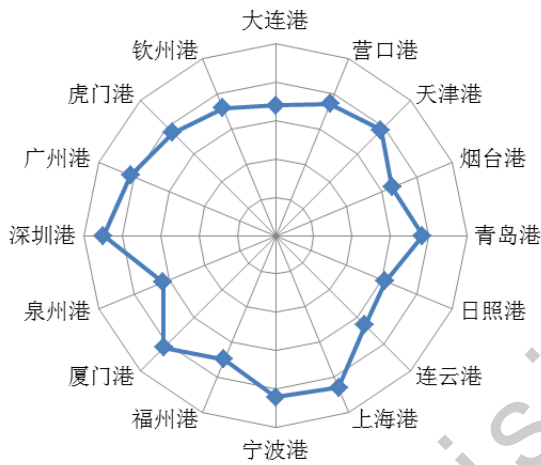 大连港
营口港
天津港
烟台港
青岛港
日照港
连云港
上海港
宁波港
福州港
厦门港
泉州港
深圳港
广州港
虎门港
钦州港